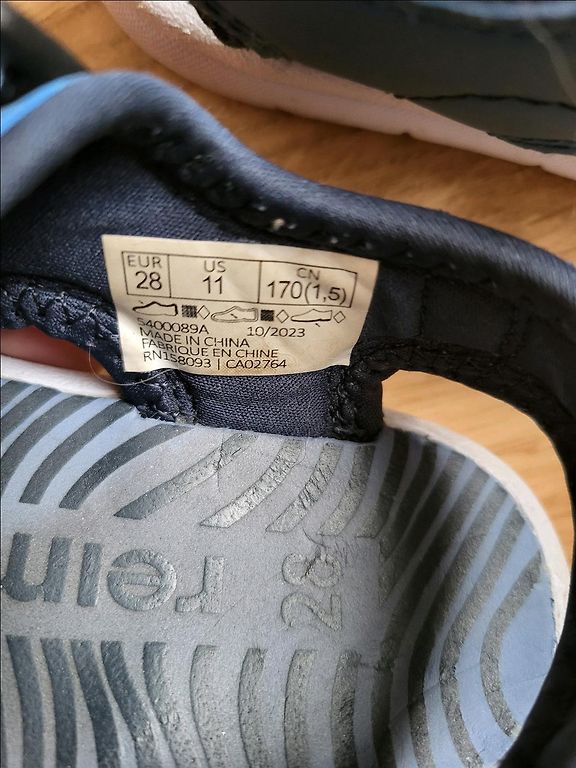 EUR US CN
28 11 170(1,5)
5400089A 10/2023
MADE IN CHINA
FABRIQUE EN CHINE
RN158093 | CA02764
rein
28